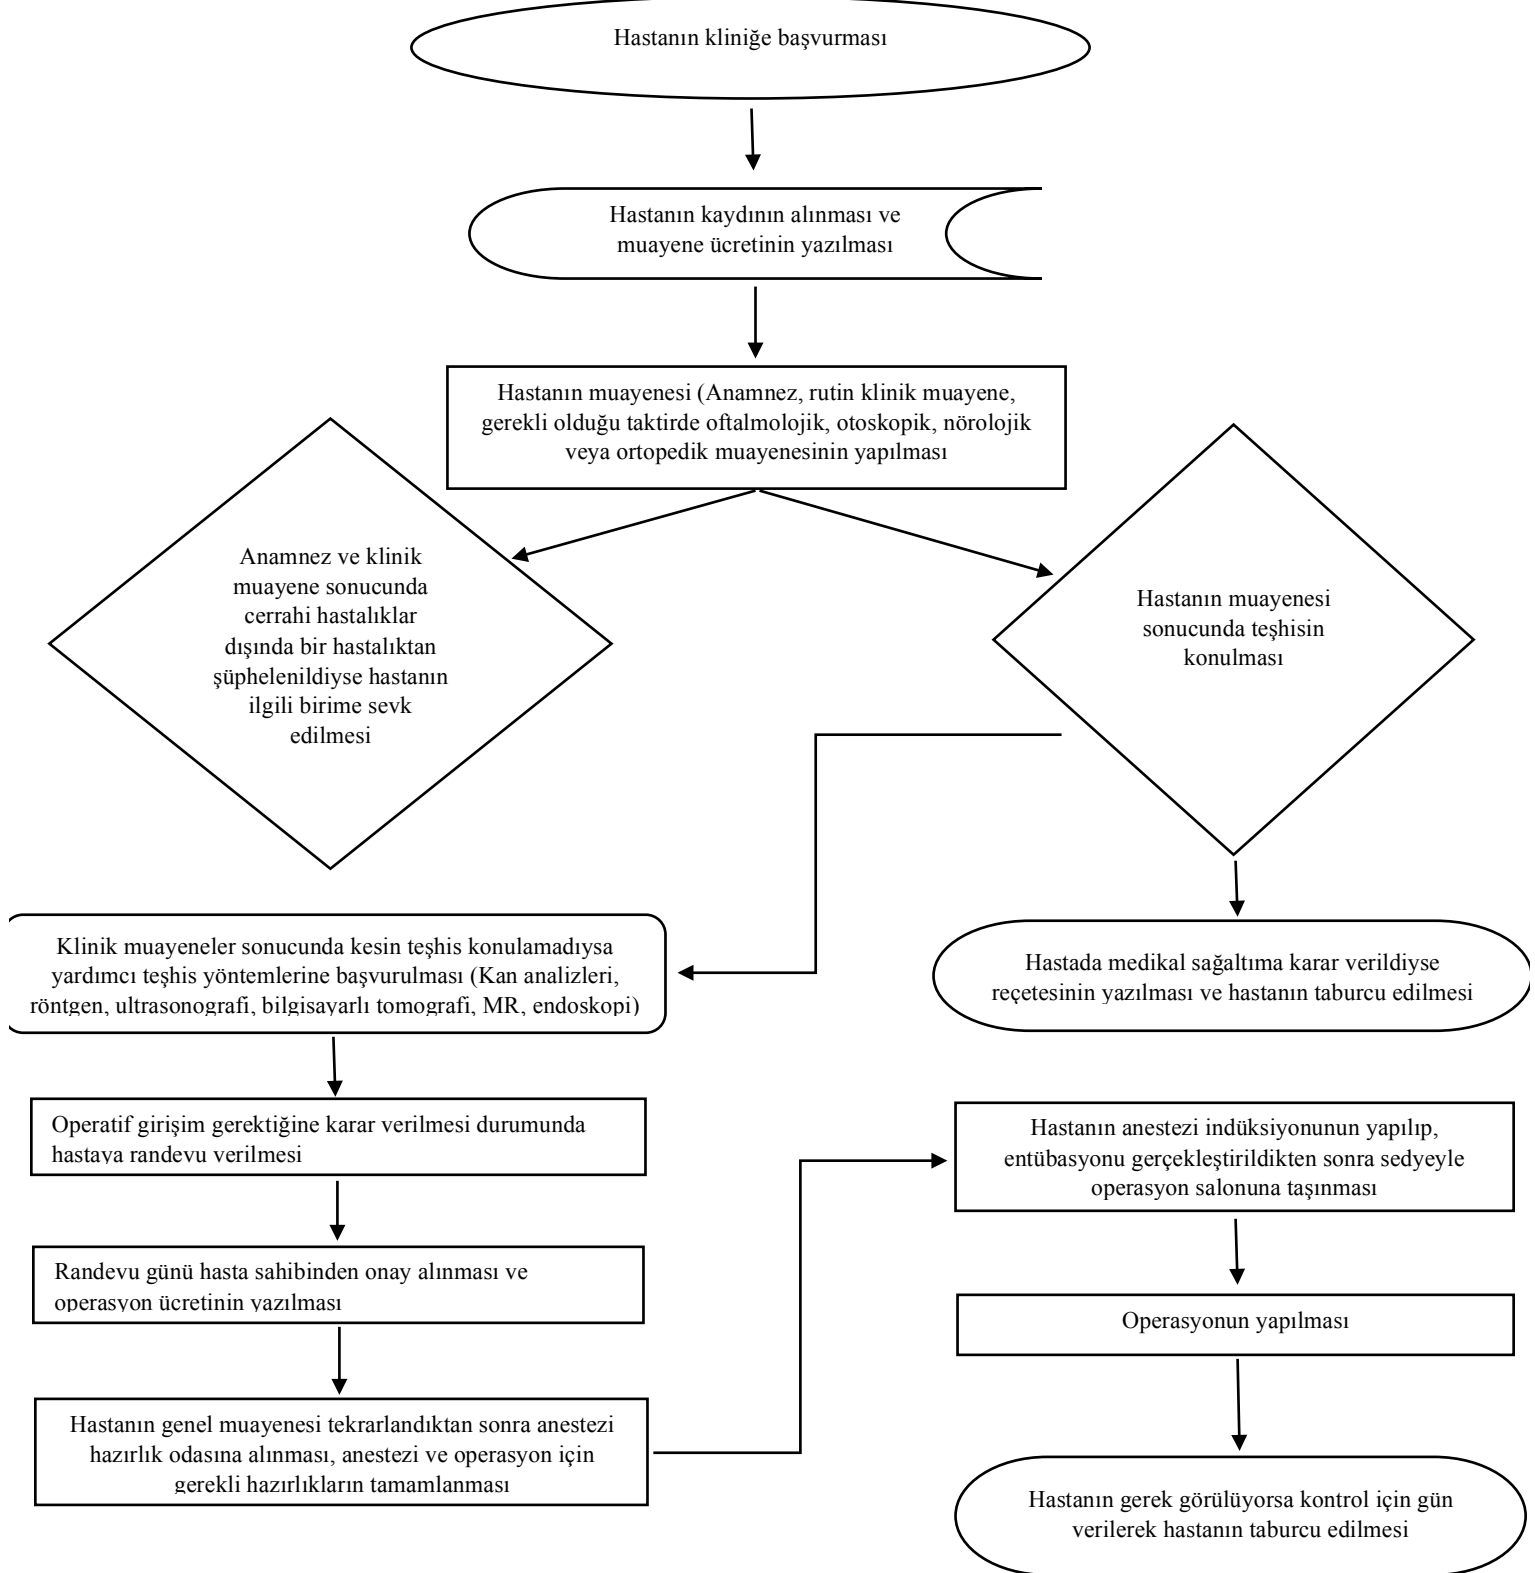 Hastanın kliniğe başvurması
Hastanın kaydının alınması ve
muayene ücretinin yazılması
Hastanın muayenesi (Anamnez, rutin klinik muayene,
gerekli olduğu taktirde oftalmolojik, otoskopik, nörolojik
veya ortopedik muayenesinin yapılması
Anamnez ve klinik
muayene sonucunda
cerrahi hastalıklar
dışında bir hastalıktan
şüphelenildiyse hastanın
ilgili birime sevk
edilmesi
Hastanın muayenesi
sonucunda teşhisin
konulması
Klinik muayeneler sonucunda kesin teşhis konulamadıysa
yardımcı teşhis yöntemlerine başvurulması (Kan analizleri,
röntgen, ultrasonografi, bilgisayarlı tomografi, MR, endoskopi)
Hastada medikal sağaltıma karar verildiyse
reçetesinin yazılması ve hastanın taburcu edilmesi
Operatif girişim gerektiğine karar verilmesi durumunda
hastaya randevu verilmesi
Randevu günü hasta sahibinden onay alınması ve
operasyon ücretinin yazılması
Hastanın genel muayenesi tekrarlandıktan sonra anestezi
hazırlık odasına alınması, anestezi ve operasyon için
gerekli hazırlıkların tamamlanması
Hastanın anestezi indüksiyonunun yapılıp,
entübasyonu gerçekleştirildikten sonra sedyeyle
operasyon salonuna taşınması
Operasyonun yapılması
Hastanın gerek görülüyorsa kontrol için gün
verilerek hastanın taburcu edilmesi